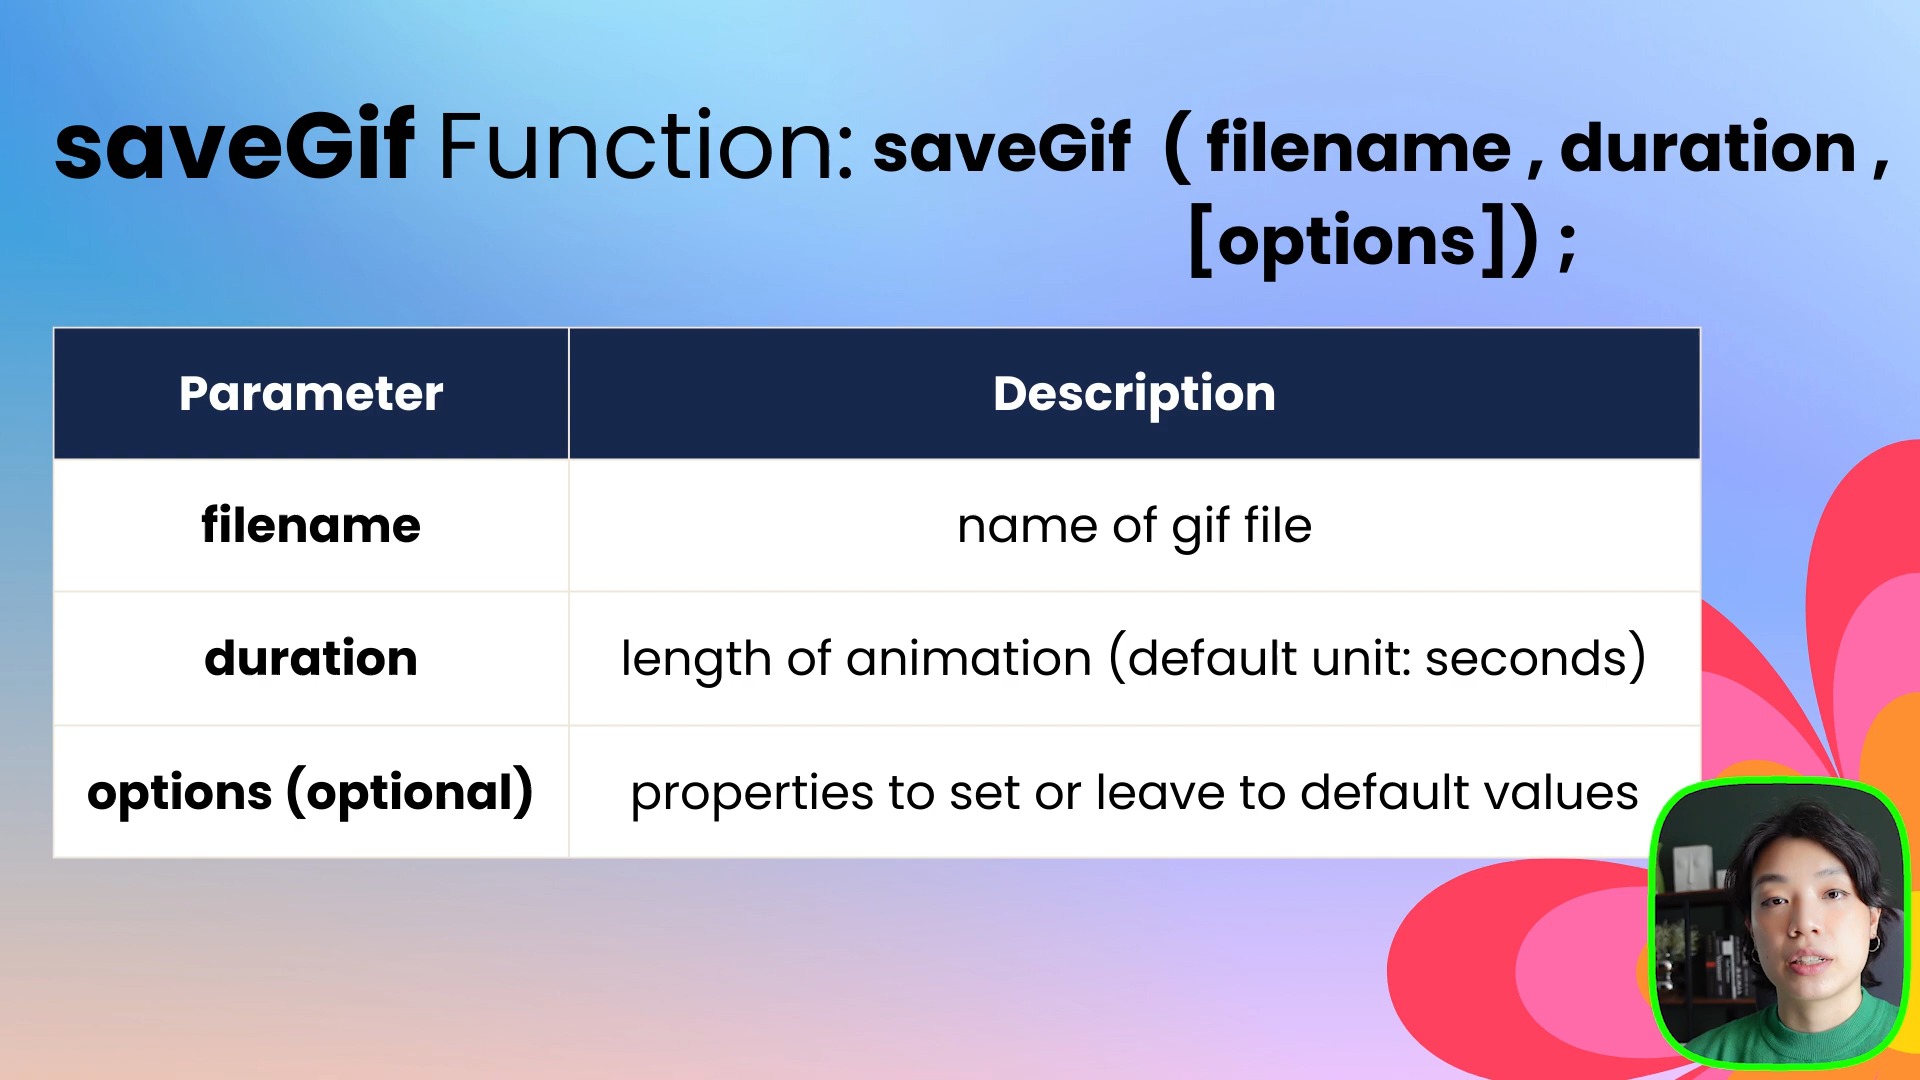 saveGif Function: saveGif ( filename , duration ,
[options]) ;
Parameter Description
filename name of gif file
duration length of animation (default unit: seconds)
options (optional) properties to set or leave to default values